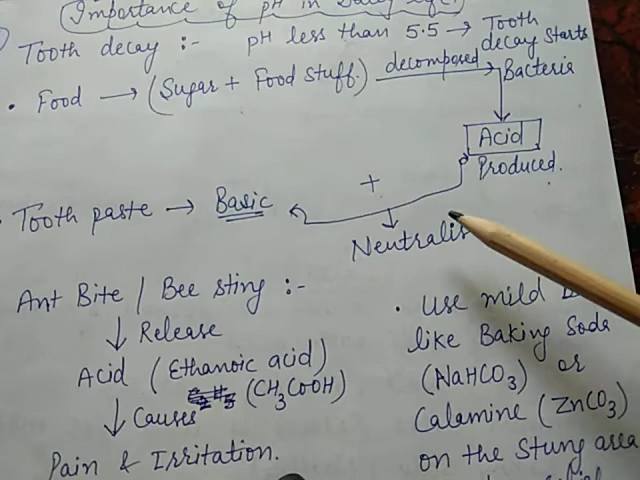 Importance of pH in Daily
Tooth decay :- pH less than 5.5 → Tooth decay starts
• Food → (Sugar + Food stuff) decomposed → Bacteria
Acid
Produced.
+
Tooth paste → Basic
Neutralis
Ant Bite / Bee sting :-
↓ Release
Acid (Ethanoic acid)
(CH₃COOH)
↓ Causes
Pain & Irritation.
• Use mild
like Baking Soda
(NaHCO₃) or
Calamine (ZnCO₃)
on the stung area